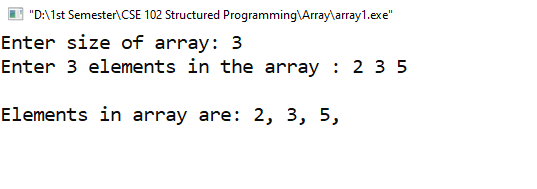 "D:\1st Semester\CSE 102 Structured Programming\Array\array1.exe"
Enter size of array: 3
Enter 3 elements in the array : 2 3 5
Elements in array are: 2, 3, 5,